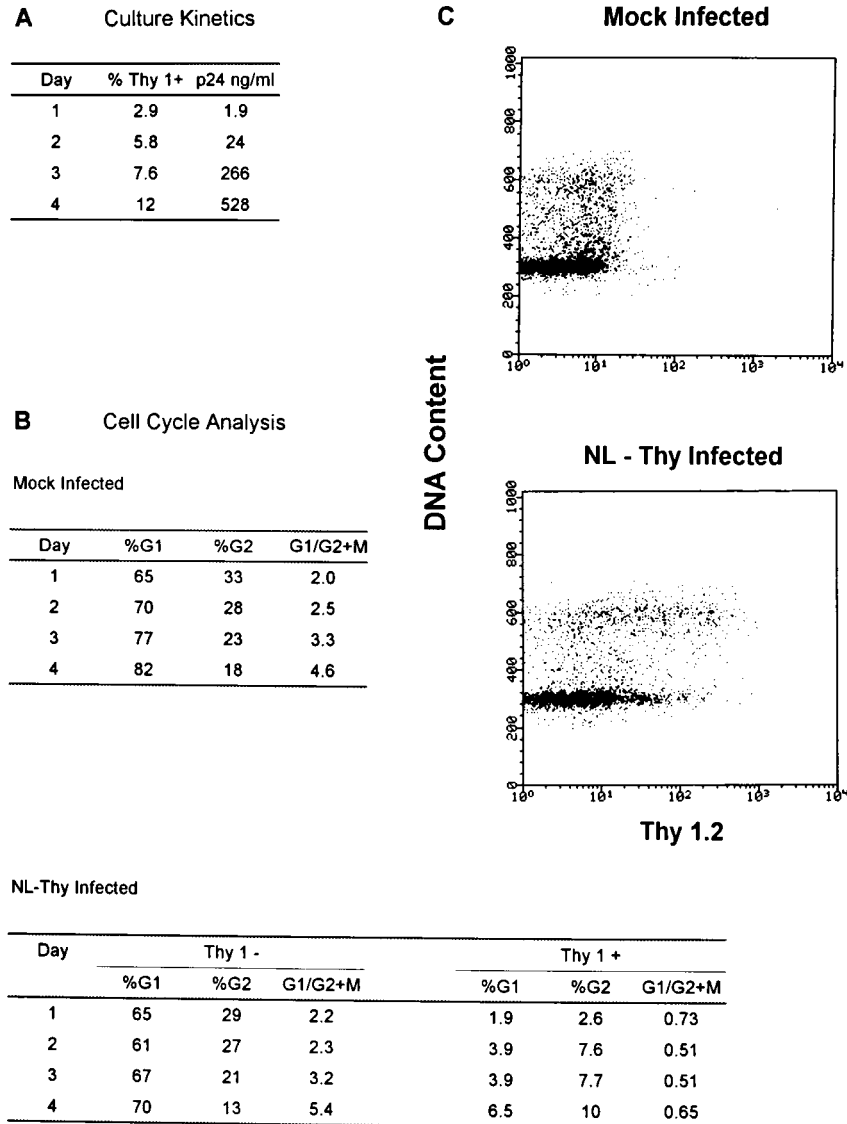 A Culture Kinetics
Day % Thy 1+ p24 ng/ml
1 2.9 1.9
2 5.8 24
3 7.6 266
4 12 528
B Cell Cycle Analysis
Mock Infected
Day %G1 %G2 G1/G2+M
1 65 33 2.0
2 70 28 2.5
3 77 23 3.3
4 82 18 4.6
C Mock Infected
1000
800
600
400
200
0
10⁰ 10¹ 10² 10³ 10⁴
DNA Content
NL - Thy Infected
1000
800
600
400
200
0
10⁰ 10¹ 10² 10³ 10⁴
Thy 1.2
NL-Thy Infected
Day Thy 1 - Thy 1 +
%G1 %G2 G1/G2+M %G1 %G2 G1/G2+M
1 65 29 2.2 1.9 2.6 0.73
2 61 27 2.3 3.9 7.6 0.51
3 67 21 3.2 3.9 7.7 0.51
4 70 13 5.4 6.5 10 0.65